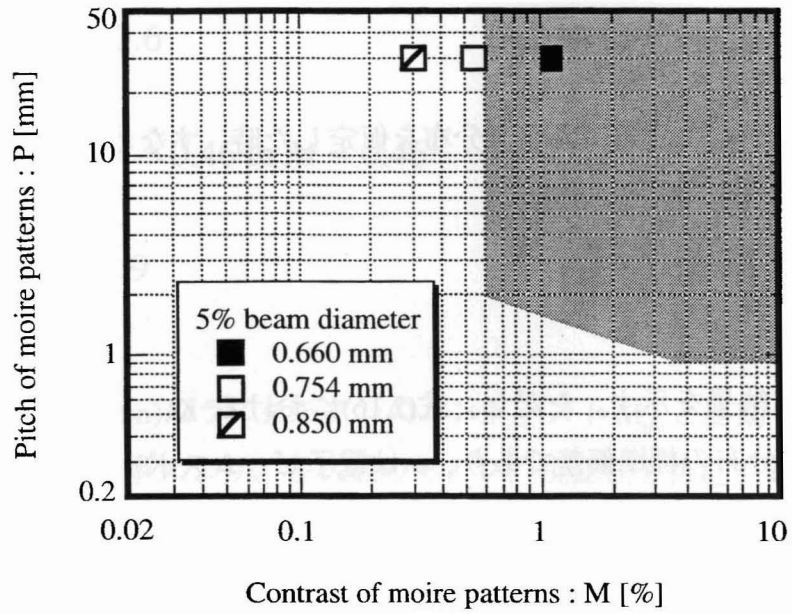 50
10
1
0.2
Pitch of moire patterns : P [mm]
5% beam diameter
0.660 mm
0.754 mm
0.850 mm
0.02
0.1
1
10
Contrast of moire patterns : M [%]